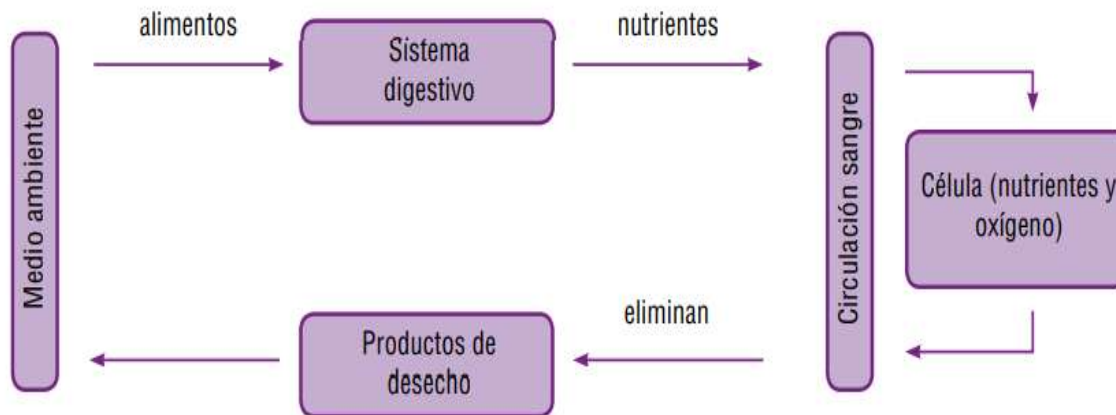 alimentos
Sistema
digestivo
nutrientes
Medio ambiente
Circulación sangre
Célula (nutrientes y
oxígeno)
eliminan
Productos de
desecho